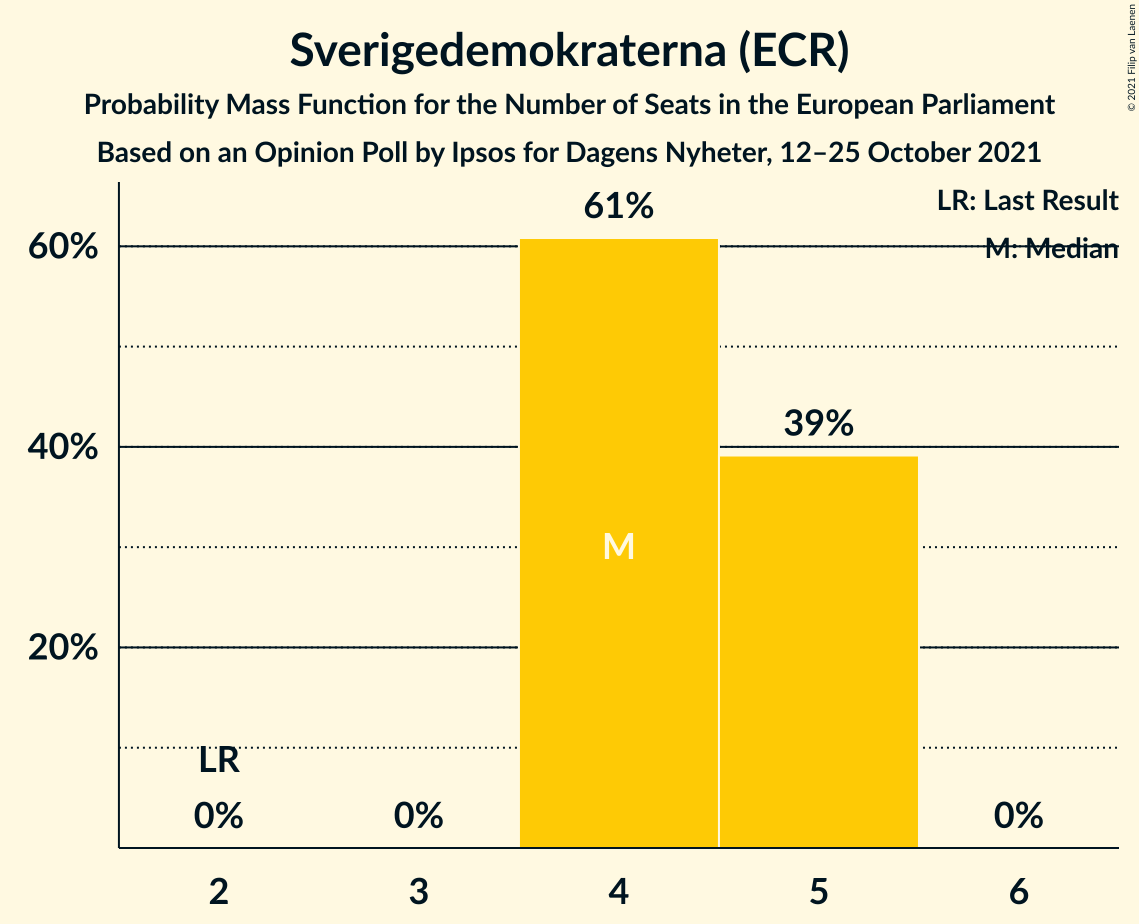 Sverigedemokraterna (ECR)
Probability Mass Function for the Number of Seats in the European Parliament
Based on an Opinion Poll by Ipsos for Dagens Nyheter, 12–25 October 2021
© 2021 Filip van Laenen
LR: Last Result
M: Median
61%
60%
39%
40%
M
20%
LR
0%
0%
0%
2
3
4
5
6